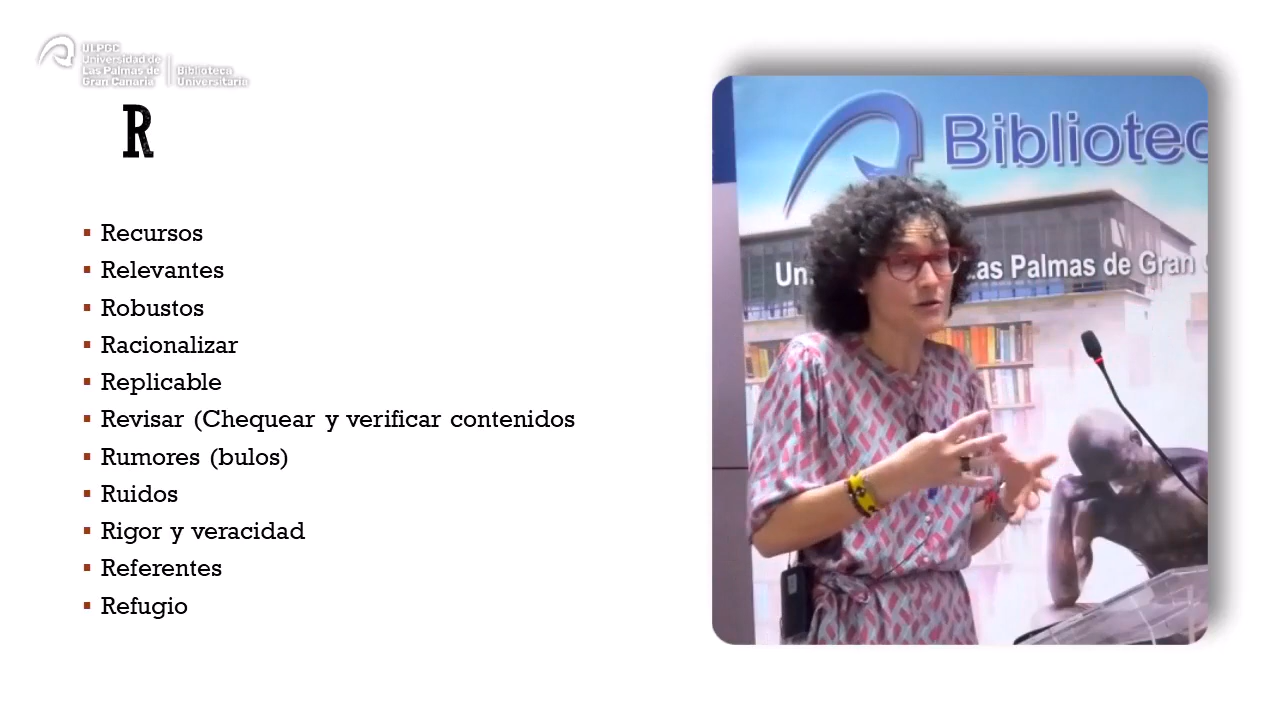 ULPGC
Universidad de
Las Palmas de
Gran Canaria
Biblioteca
Universitaria
R
▪ Recursos
▪ Relevantes
▪ Robustos
▪ Racionalizar
▪ Replicable
▪ Revisar (Chequear y verificar contenidos
▪ Rumores (bulos)
▪ Ruidos
▪ Rigor y veracidad
▪ Referentes
▪ Refugio
Bibliotec
Un
Las Palmas de Gran